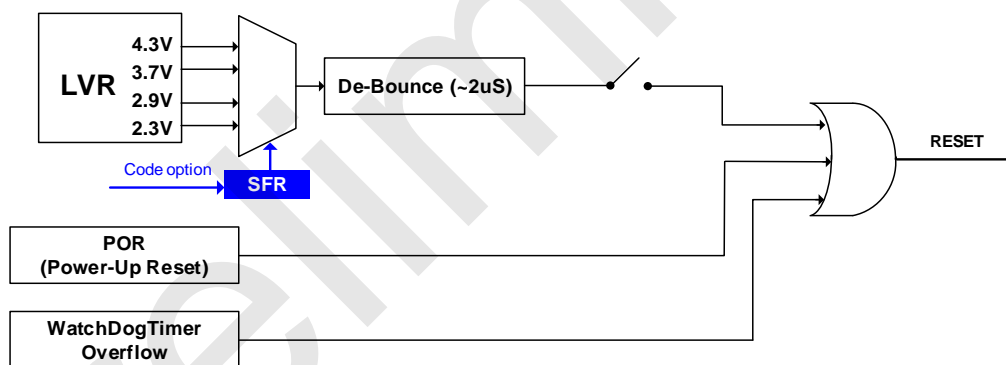 LVR
4.3V
3.7V
2.9V
2.3V
De-Bounce (~2uS)
RESET
Code option
SFR
POR
(Power-Up Reset)
WatchDogTimer
Overflow